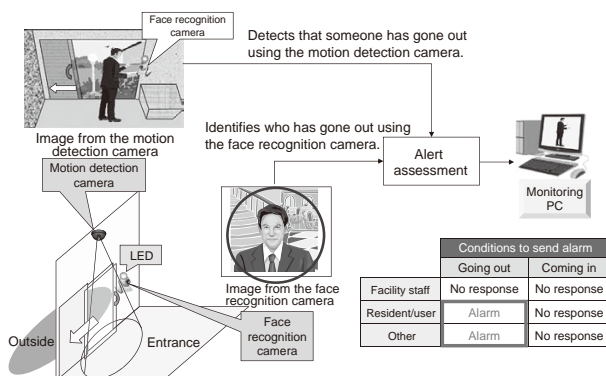 Face recognition
camera
Detects that someone has gone out
using the motion detection camera.
Image from the motion
detection camera
Identifies who has gone out using
the face recognition camera.
Alert
assessment
Monitoring
PC
Motion detection
camera
LED
Image from the face
recognition camera
Face
recognition
camera
Outside
Entrance
Conditions to send alarm
Going out Coming in
Facility staff No response No response
Resident/user Alarm No response
Other Alarm No response